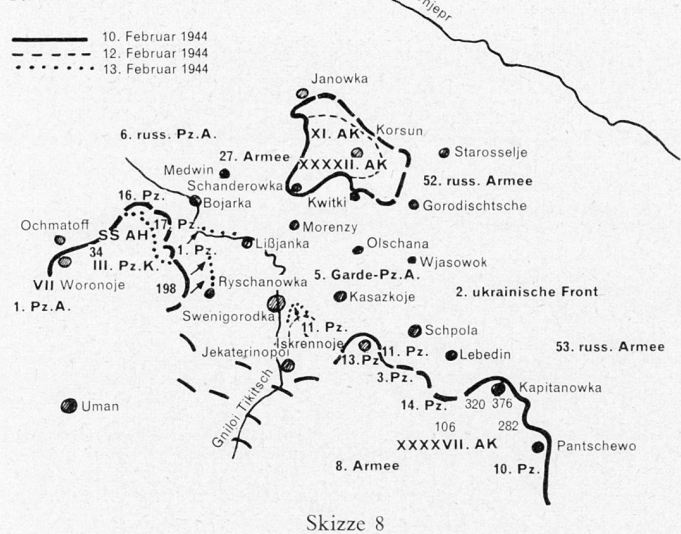 njepr
10. Februar 1944
12. Februar 1944
13. Februar 1944
Janowka
6. russ. Pz.A.
XI. AK
Korsun
27. Armee
XXXXII. AK
Starosselje
Medwin
Schanderowka
52. russ. Armee
16. Pz.
Bojarka
Kwitki
Gorodischtsche
Ochmatoff
SS AH
17. Pz.
Morenzy
34
1. Pz.
Lißjanka
Olschana
III. Pz.K.
Wjasowok
VII
Woronoje
198
Ryschanowka
5. Garde-Pz.A.
1. Pz.A.
Kasazkoje
2. ukrainische Front
Swenigorodka
11. Pz.
Schpola
Iskrennoje
Jekaterinopol
13.Pz.
11. Pz.
Lebedin
53. russ. Armee
3.Pz.
Kapitanowka
Uman
Gniloi Tikitsch
14. Pz.
320
376
106
282
XXXXVII. AK
Pantschewo
8. Armee
10. Pz.
Skizze 8